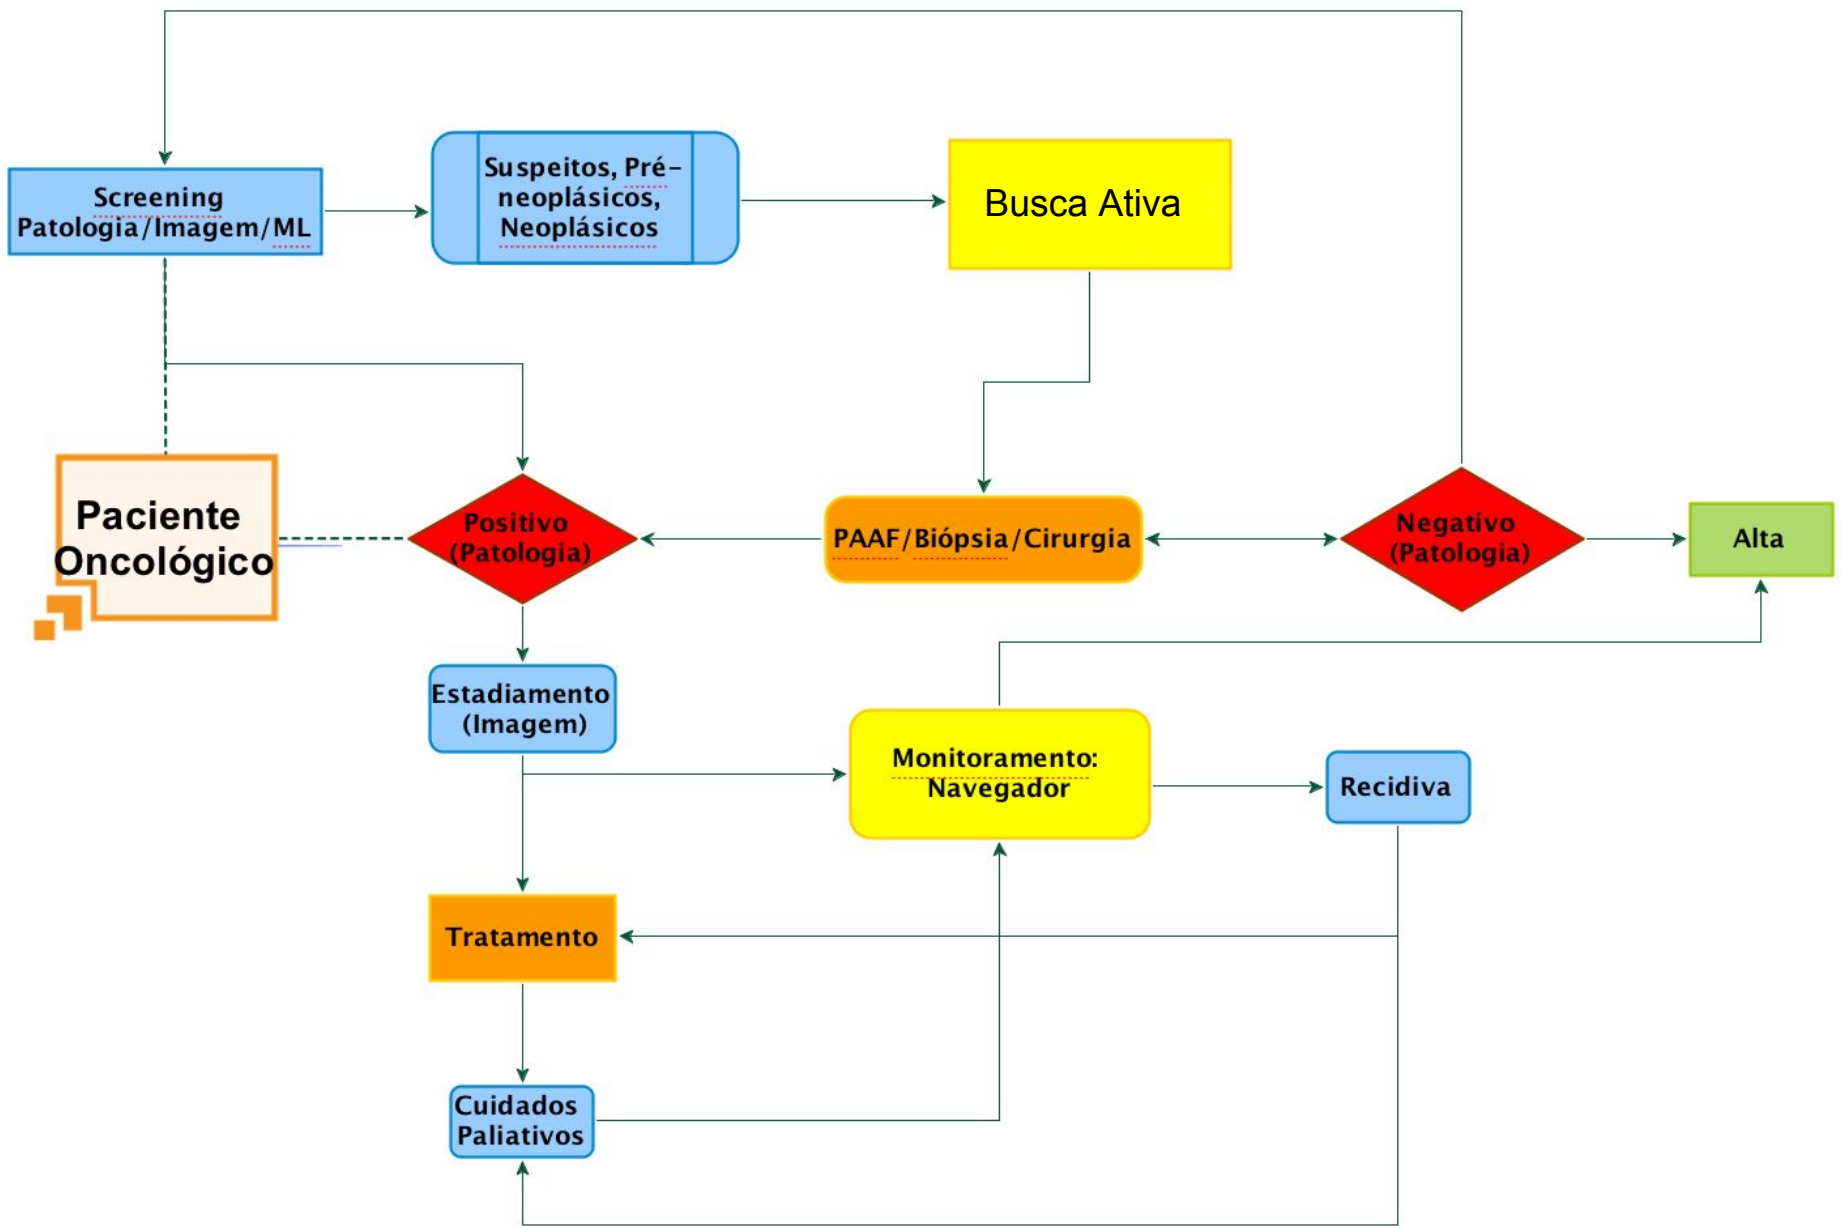 Screening
Patologia/Imagem/ML
Suspeitos, Pré-
neoplásicos,
Neoplásicos
Busca Ativa
Paciente
Oncológico
Positivo
(Patologia)
PAAF/Biópsia/Cirurgia
Negativo
(Patologia)
Alta
Estadiamento
(Imagem)
Monitoramento:
Navegador
Recidiva
Tratamento
Cuidados
Paliativos